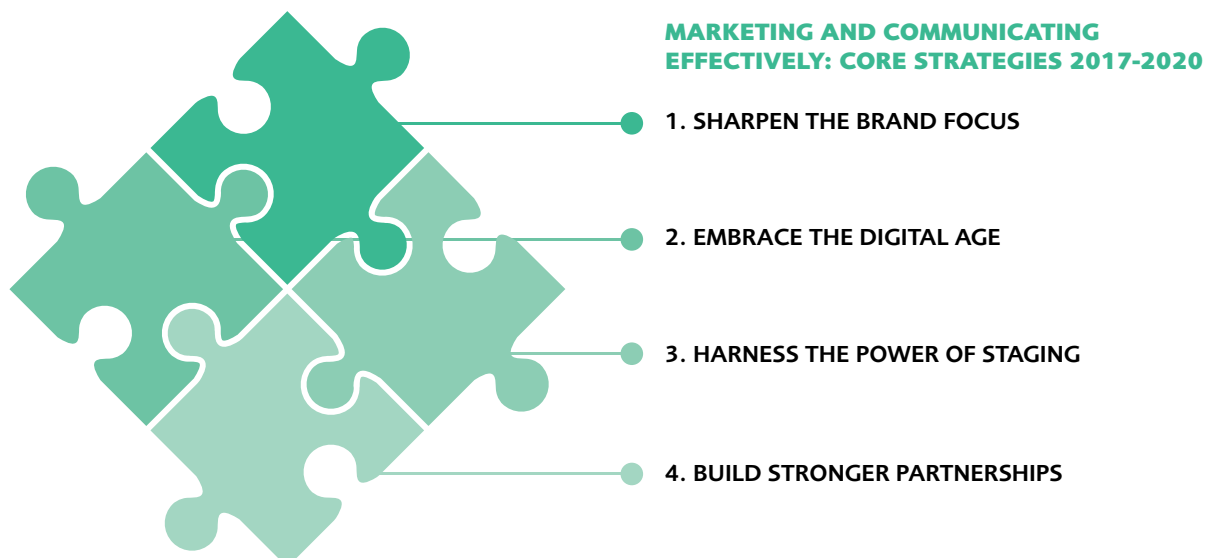 MARKETING AND COMMUNICATING
EFFECTIVELY: CORE STRATEGIES 2017-2020
1. SHARPEN THE BRAND FOCUS
2. EMBRACE THE DIGITAL AGE
3. HARNESS THE POWER OF STAGING
4. BUILD STRONGER PARTNERSHIPS